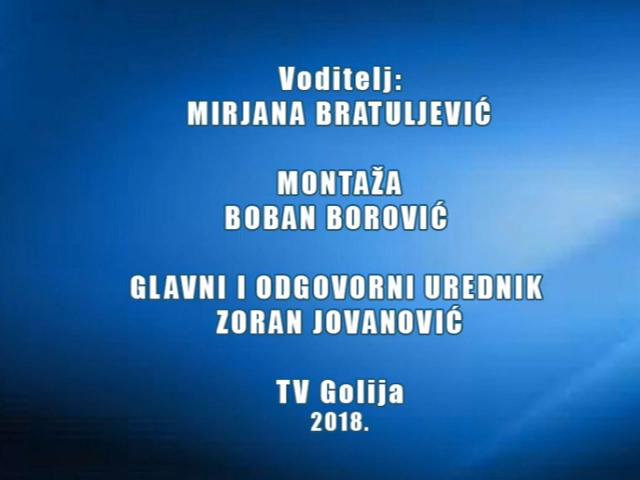 Voditelj:
MIRJANA BRATULJEVIĆ
MONTAŽA
BOBAN BOROVIĆ
GLAVNI I ODGOVORNI UREDNIK
ZORAN JOVANOVIĆ
TV Golija
2018.